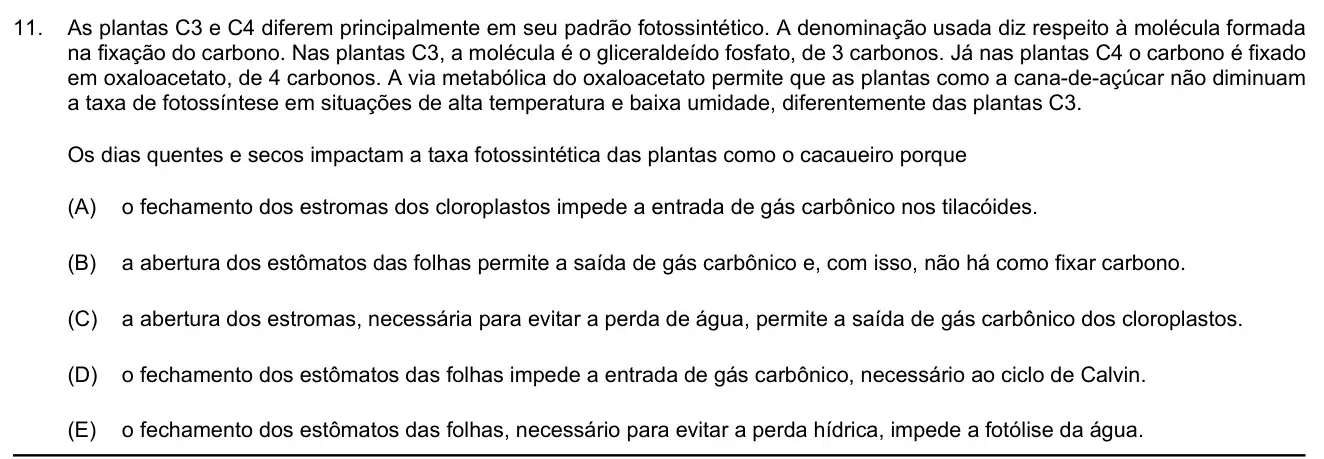 11. As plantas C3 e C4 diferem principalmente em seu padrão fotossintético. A denominação usada diz respeito à molécula formada
na fixação do carbono. Nas plantas C3, a molécula é o gliceraldeído fosfato, de 3 carbonos. Já nas plantas C4 o carbono é fixado
em oxaloacetato, de 4 carbonos. A via metabólica do oxaloacetato permite que as plantas como a cana-de-açúcar não diminuam
a taxa de fotossíntese em situações de alta temperatura e baixa umidade, diferentemente das plantas C3.
Os dias quentes e secos impactam a taxa fotossintética das plantas como o cacaueiro porque
(A) o fechamento dos estromas dos cloroplastos impede a entrada de gás carbônico nos tilacóides.
(B) a abertura dos estômatos das folhas permite a saída de gás carbônico e, com isso, não há como fixar carbono.
(C) a abertura dos estromas, necessária para evitar a perda de água, permite a saída de gás carbônico dos cloroplastos.
(D) o fechamento dos estômatos das folhas impede a entrada de gás carbônico, necessário ao ciclo de Calvin.
(E) o fechamento dos estômatos das folhas, necessário para evitar a perda hídrica, impede a fotólise da água.